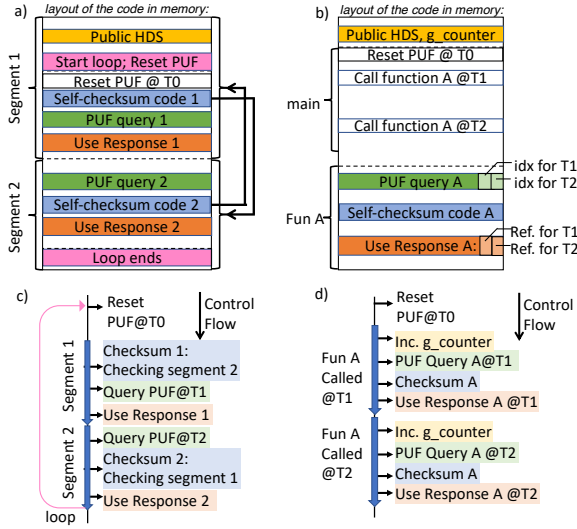 layout of the code in memory:
a)
Public HDS
Start loop; Reset PUF
Reset PUF @ T0
Self-checksum code 1
PUF query 1
Use Response 1
Segment 1
PUF query 2
Self-checksum code 2
Use Response 2
Loop ends
Segment 2
layout of the code in memory:
b)
Public HDS, g_counter
Reset PUF @ T0
Call function A @T1
Call function A @T2
main
idx for T1
PUF query A
idx for T2
Self-checksum code A
Fun A
Ref. for T1
Use Response A:
Ref. for T2
c)
Reset
PUF@T0
Control
Flow
Segment 1
Checksum 1:
Checking segment 2
Query PUF@T1
Use Response 1
Segment 2
Query PUF@T2
Checksum 2:
Checking segment 1
Use Response 2
loop
d)
Reset
PUF@T0
Control
Flow
Fun A
Called
@T1
Inc. g_counter
PUF Query A@T1
Checksum A
Use Response A @T1
Fun A
Called
@T2
Inc. g_counter
PUF Query A @T2
Checksum A
Use Response A @T2